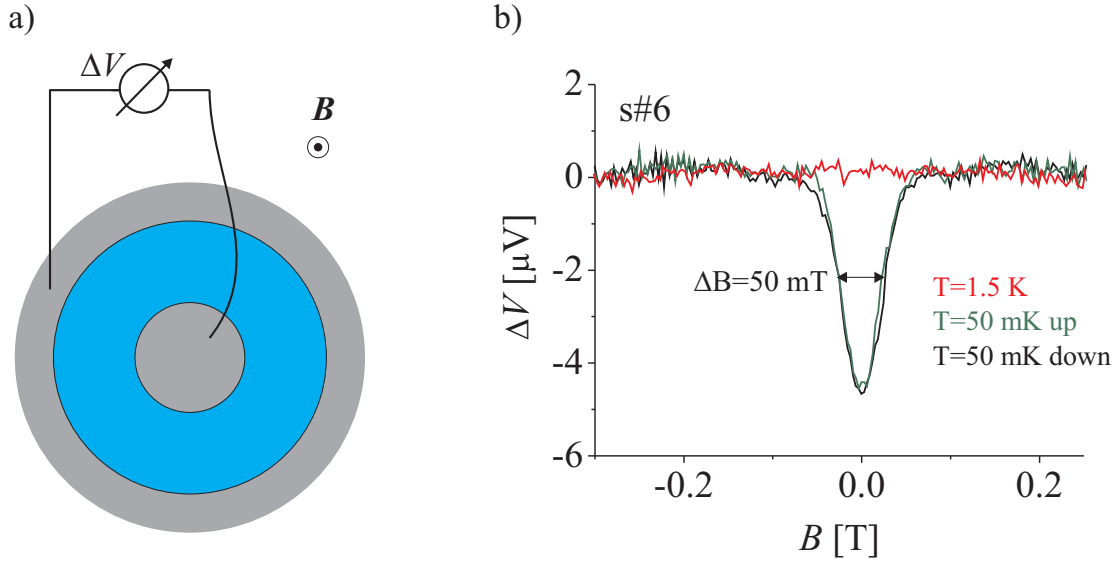 a)
ΔV
B
b)
s#6
ΔV [µV]
2
0
-2
-4
-6
ΔB=50 mT
T=1.5 K
T=50 mK up
T=50 mK down
-0.2
0.0
0.2
B [T]